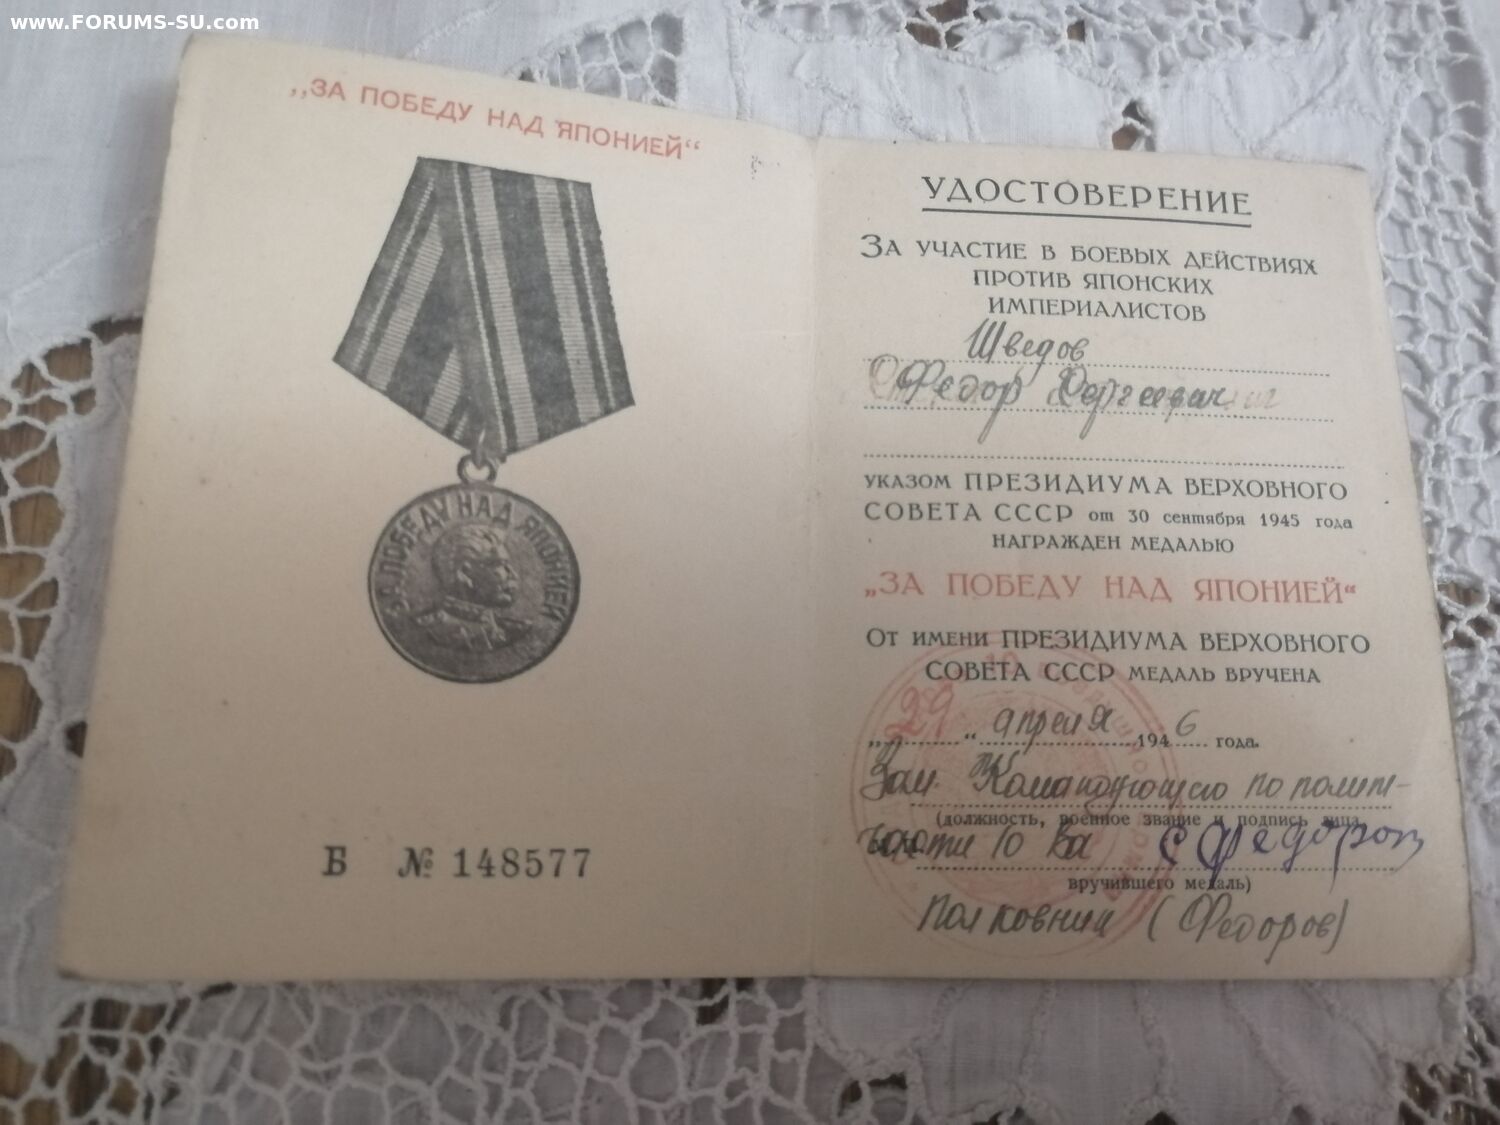 www.FORUMS-SU.com
„ЗА ПОБЕДУ НАД ЯПОНИЕЙ“
ЗА ПОБЕДУ НАД ЯПОНИЕЙ
Б № 148577
УДОСТОВЕРЕНИЕ
ЗА УЧАСТИЕ В БОЕВЫХ ДЕЙСТВИЯХ
ПРОТИВ ЯПОНСКИХ
ИМПЕРИАЛИСТОВ
Шведов
Федор Сергеевич
УКАЗОМ ПРЕЗИДИУМА ВЕРХОВНОГО
СОВЕТА СССР от 30 сентября 1945 года
НАГРАЖДЕН МЕДАЛЬЮ
„ЗА ПОБЕДУ НАД ЯПОНИЕЙ“
ОТ ИМЕНИ ПРЕЗИДИУМА ВЕРХОВНОГО
СОВЕТА СССР МЕДАЛЬ ВРУЧЕНА
„29“ апреля 1946 года.
Зам. Командующего по полит-
(должность, военное звание и подпись лица,
части 10 ВА С Федоров
вручившего медаль)
Полковник (Федоров)